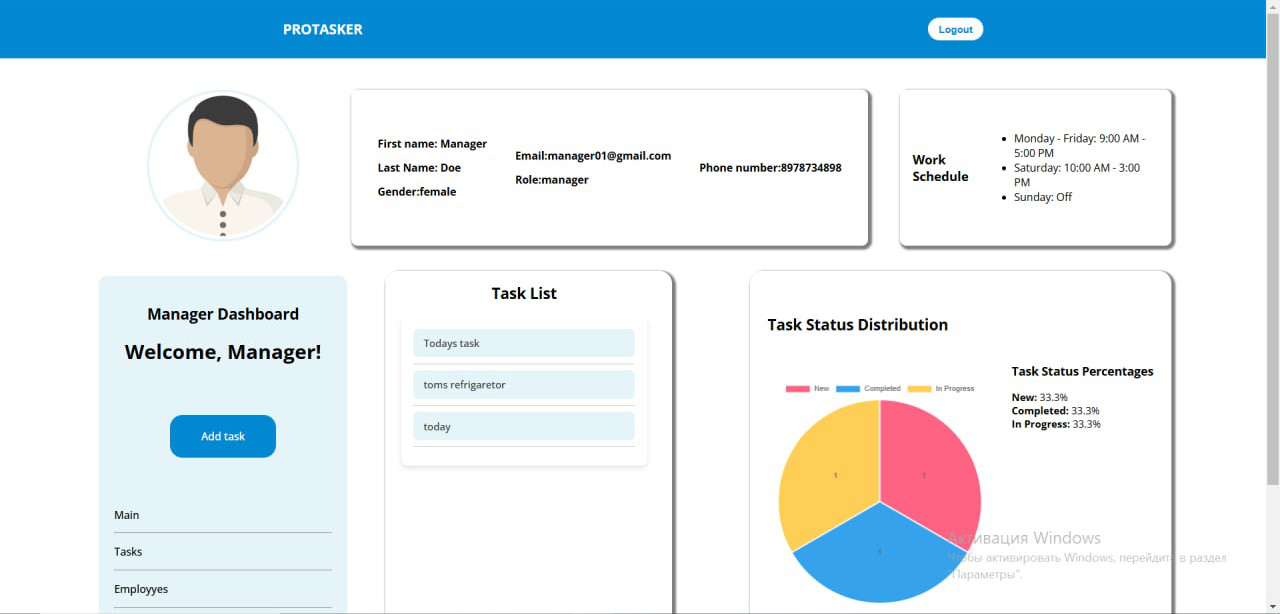 PROTASKER
Logout
First name: Manager
Last Name: Doe
Gender:female
Email:manager01@gmail.com
Role:manager
Phone number:8978734898
Work
Schedule
Monday - Friday: 9:00 AM -
5:00 PM
Saturday: 10:00 AM - 3:00
PM
Sunday: Off
Manager Dashboard
Welcome, Manager!
Add task
Main
Tasks
Employyes
Task List
Todays task
toms refrigaretor
today
Task Status Distribution
New
Completed
In Progress
1
1
1
Task Status Percentages
New: 33.3%
Completed: 33.3%
In Progress: 33.3%
Активация Windows
Чтобы активировать Windows, перейдите в раздел
"Параметры".